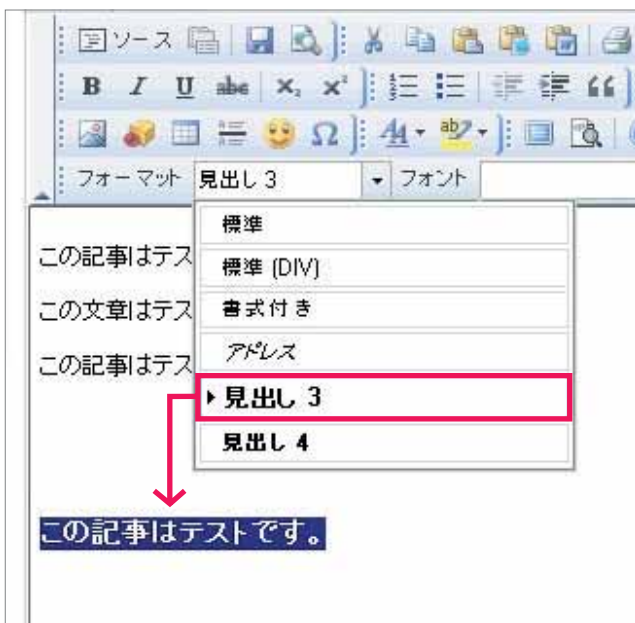 ソース
B I U abc X₂ X²
フォーマット 見出し 3 フォント
標準
標準 (DIV)
書式付き
アドレス
見出し 3
見出し 4
この記事はテス
この文章はテス
この記事はテス
この記事はテストです。